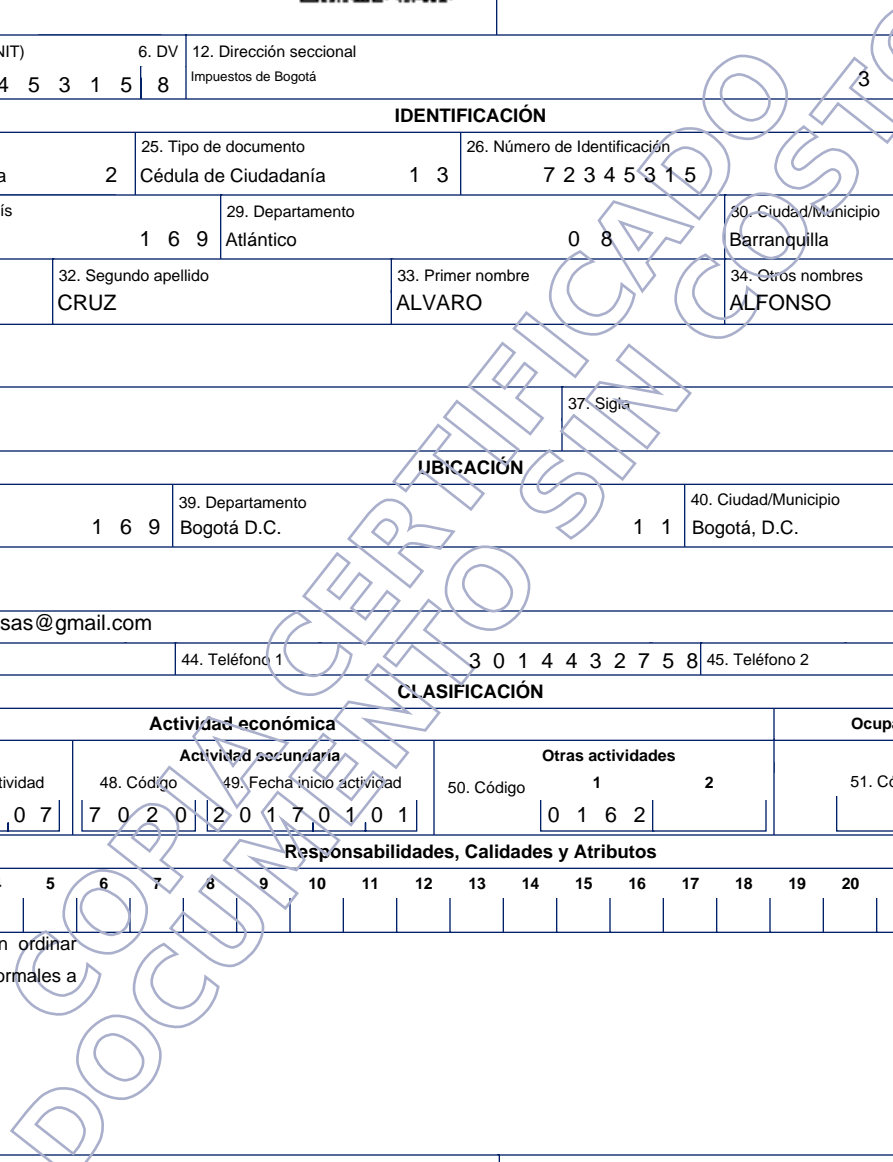 NIT) 6. DV 12. Dirección seccional
4 5 3 1 5 8 Impuestos de Bogotá 3
IDENTIFICACIÓN
25. Tipo de documento 26. Número de Identificación
a 2 Cédula de Ciudadanía 1 3 7 2 3 4 5 3 1 5
ís 29. Departamento 30. Ciudad/Municipio
1 6 9 Atlántico 0 8 Barranquilla
32. Segundo apellido 33. Primer nombre 34. Otros nombres
CRUZ ALVARO ALFONSO
37. Sigla
UBICACIÓN
39. Departamento 40. Ciudad/Municipio
1 6 9 Bogotá D.C. 1 1 Bogotá, D.C.
sas@gmail.com
44. Teléfono 1 3 0 1 4 4 3 2 7 5 8 45. Teléfono 2
CLASIFICACIÓN
Actividad económica Ocupa
Actividad secundaria Otras actividades
tividad 48. Código 49. Fecha inicio actividad 50. Código 1 2 51. Có
0 7 7 0 2 0 2 0 1 7 0 1 0 1 0 1 6 2
Responsabilidades, Calidades y Atributos
5 6 7 8 9 10 11 12 13 14 15 16 17 18 19 20
n ordinar
ormales a
COPIA CERTIFICADO
DOCUMENTO SIN COSTO